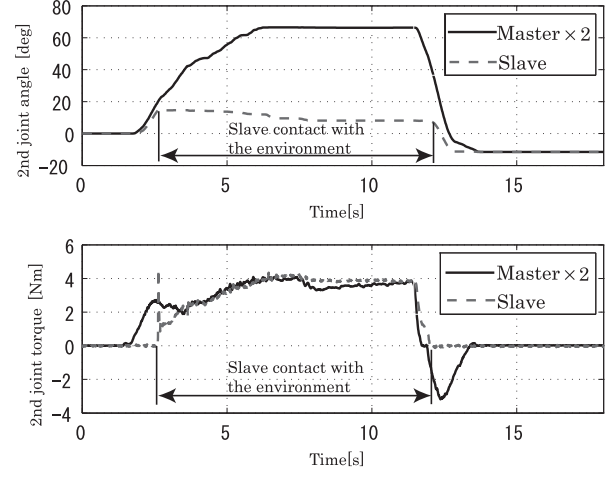 2nd joint angle [deg]
80
60
40
20
0
-20
Master×2
Slave
Slave contact with
the environment
0
5
10
15
Time[s]
2nd joint torque [Nm]
6
4
2
0
-2
-4
Master×2
Slave
Slave contact with
the environment
0
5
10
15
Time[s]